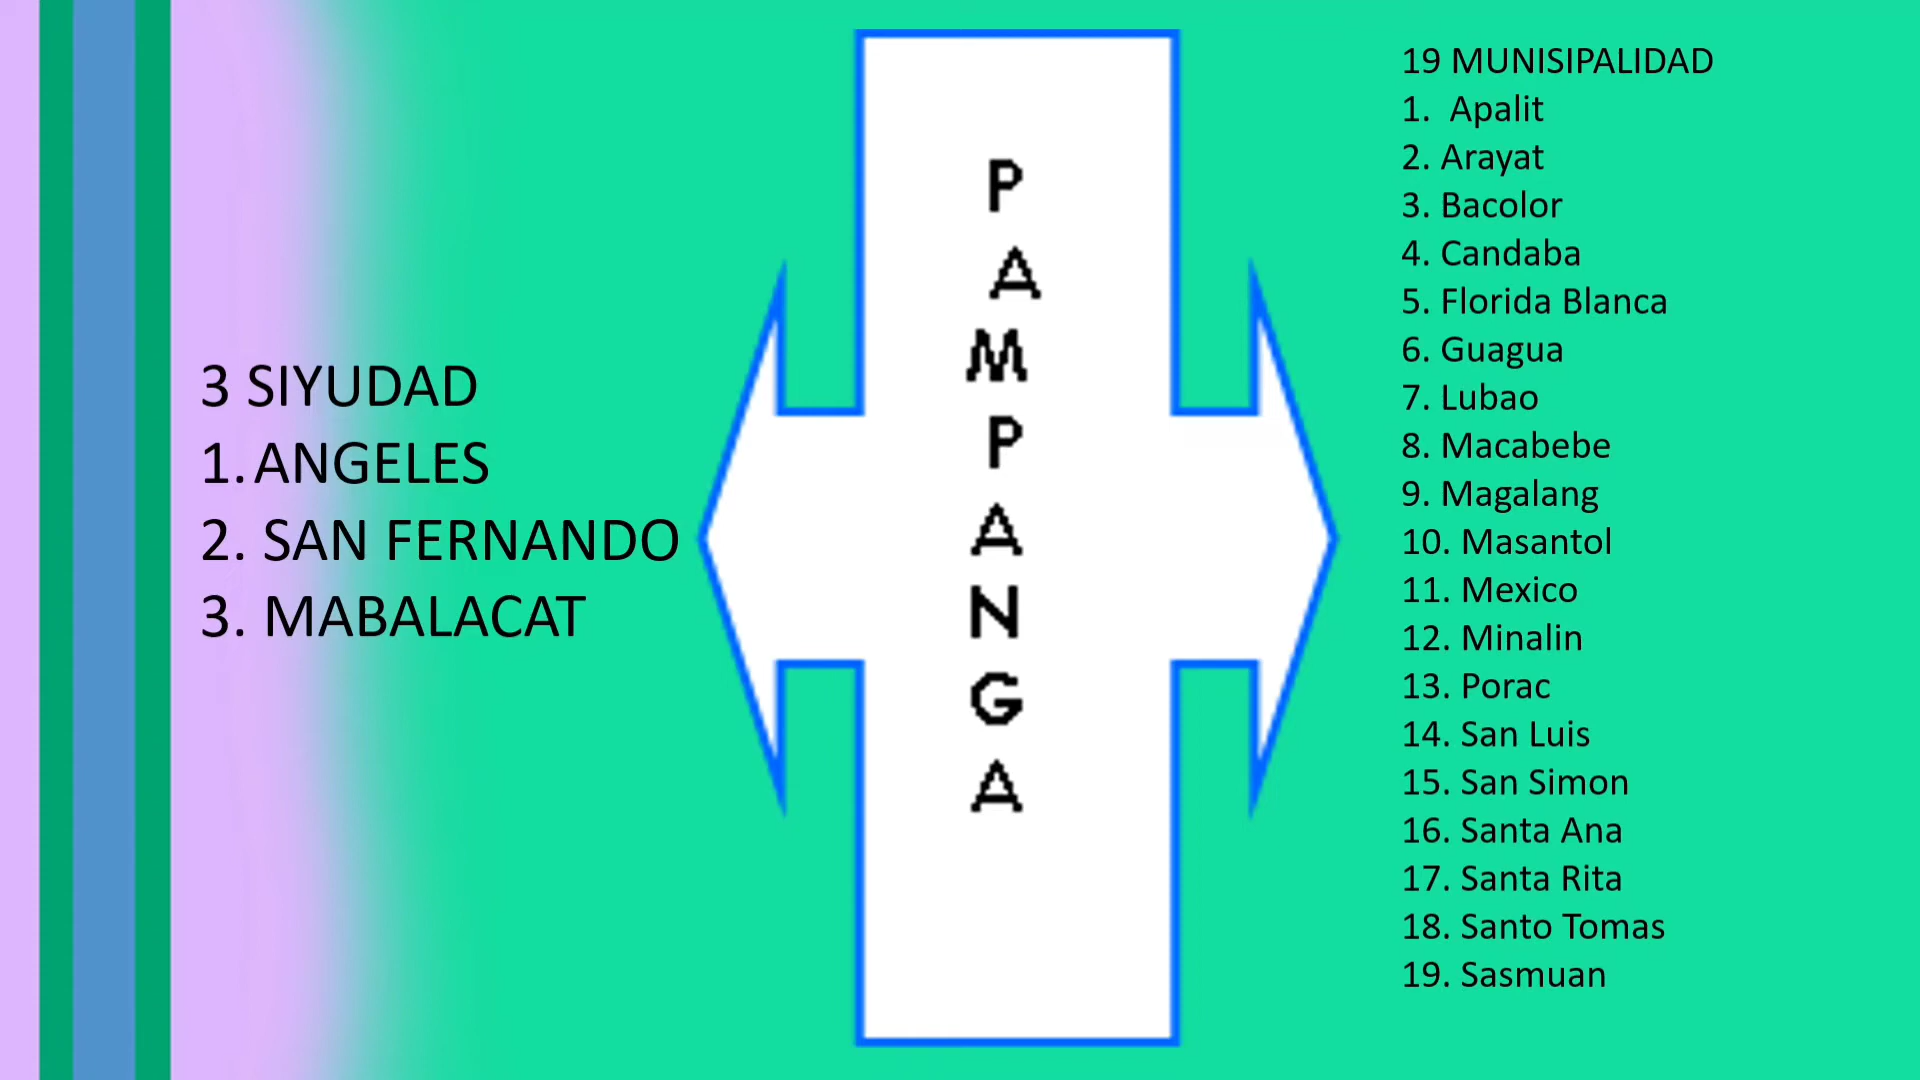 3 SIYUDAD
1. ANGELES
2. SAN FERNANDO
3. MABALACAT
P
A
M
P
A
N
G
A
19 MUNISIPALIDAD
1. Apalit
2. Arayat
3. Bacolor
4. Candaba
5. Florida Blanca
6. Guagua
7. Lubao
8. Macabebe
9. Magalang
10. Masantol
11. Mexico
12. Minalin
13. Porac
14. San Luis
15. San Simon
16. Santa Ana
17. Santa Rita
18. Santo Tomas
19. Sasmuan